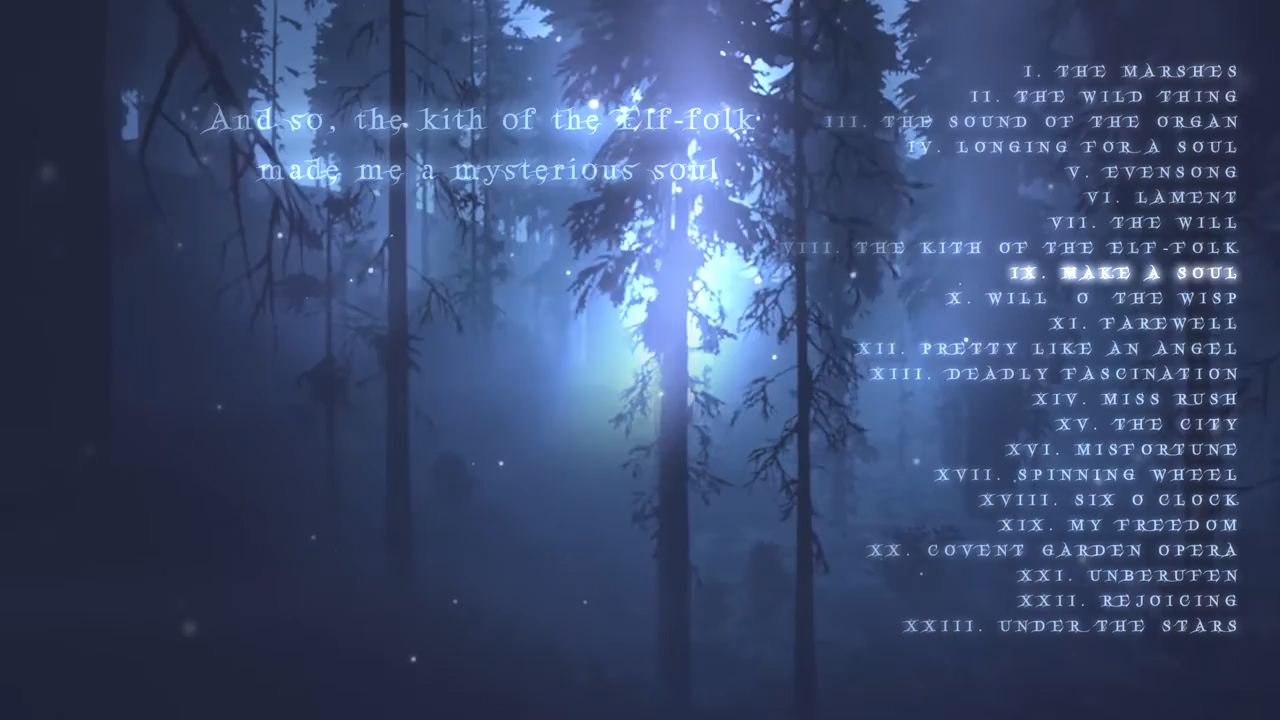 And so, the kith of the Elf-folk
made me a mysterious soul
I. THE MARSHES
II. THE WILD THING
III. THE SOUND OF THE ORGAN
IV. LONGING FOR A SOUL
V. EVENSONG
VI. LAMENT
VII. THE WILL
VIII. THE KITH OF THE ELF-FOLK
IX. MAKE A SOUL
X. WILL O THE WISP
XI. FAREWELL
XII. PRETTY LIKE AN ANGEL
XIII. DEADLY FASCINATION
XIV. MISS RUSH
XV. THE CITY
XVI. MISFORTUNE
XVII. SPINNING WHEEL
XVIII. SIX O CLOCK
XIX. MY FREEDOM
XX. COVENT GARDEN OPERA
XXI. UNBERUFEN
XXII. REJOICING
XXIII. UNDER THE STARS